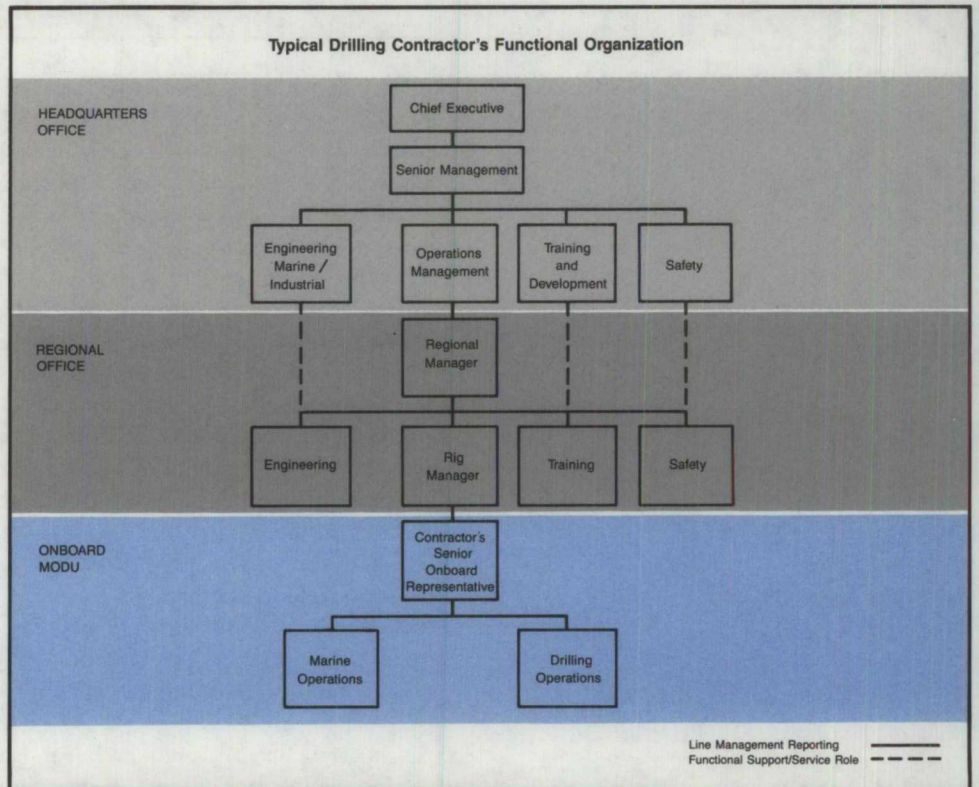 Typical Drilling Contractor's Functional Organization
HEADQUARTERS
OFFICE
Chief Executive
Senior Management
Engineering
Marine /
Industrial
Operations
Management
Training
and
Development
Safety
REGIONAL
OFFICE
Regional
Manager
Engineering
Rig
Manager
Training
Safety
ONBOARD
MODU
Contractor's
Senior
Onboard
Representative
Marine
Operations
Drilling
Operations
Line Management Reporting
Functional Support/Service Role